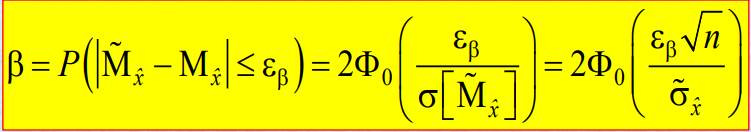 β = P(|M̃_x̂ − M_x̂| ≤ ε_β) = 2Φ₀(ε_β / σ[M̃_x̂]) = 2Φ₀(ε_β√n / σ̃_x̂)